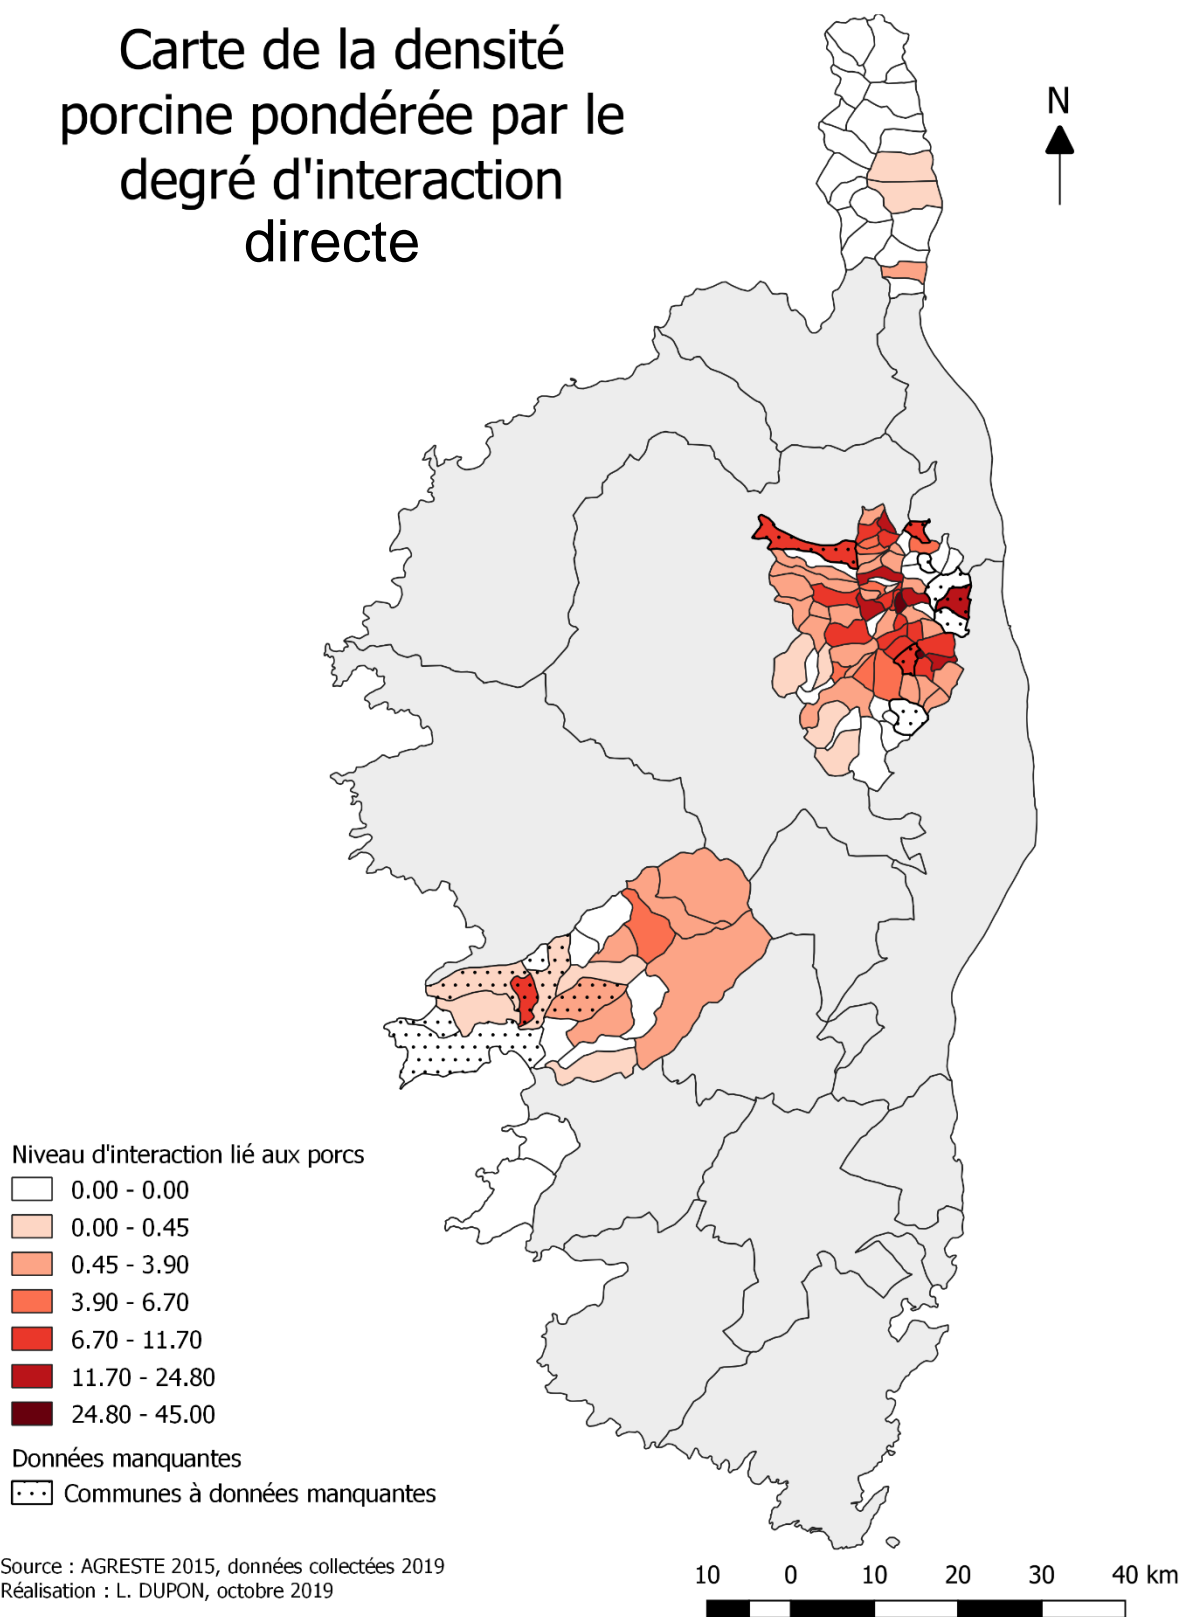 Carte de la densité
porcine pondérée par le
degré d'interaction
directe
N
Niveau d'interaction lié aux porcs
0.00 - 0.00
0.00 - 0.45
0.45 - 3.90
3.90 - 6.70
6.70 - 11.70
11.70 - 24.80
24.80 - 45.00
Données manquantes
Communes à données manquantes
Source : AGRESTE 2015, données collectées 2019
Réalisation : L. DUPON, octobre 2019
10 0 10 20 30 40 km